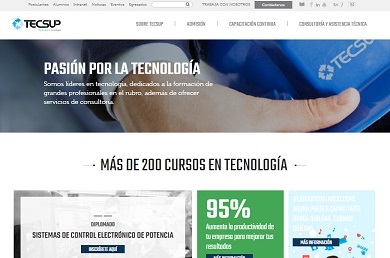 Postulantes Alumnos Intranet Noticias Eventos Egresados
TRABAJA CON NOSOTROS Contáctanos
TECSUP
SOBRE TECSUP ADMISIÓN CAPACITACIÓN CONTINUA CONSULTORÍA Y ASISTENCIA TÉCNICA
PASIÓN POR LA TECNOLOGÍA
Somos líderes en tecnología, dedicados a la formación de
grandes profesionales en el rubro, además de ofrecer
servicios de consultoría.
MÁS DE 200 CURSOS EN TECNOLOGÍA
DIPLOMADO
SISTEMAS DE CONTROL ELECTRÓNICO DE POTENCIA
INSCRÍBETE AQUÍ
95%
Aumenta la productividad de
tu empresa para mejorar tus
resultados
MÁS INFORMACIÓN
MÁS INFORMACIÓN